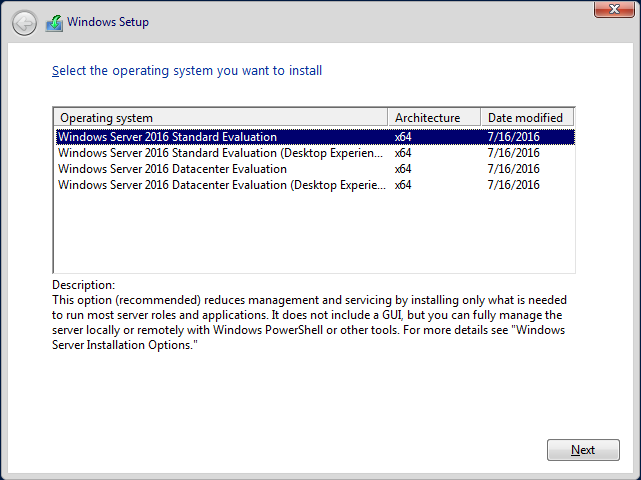 Windows Setup
Select the operating system you want to install
Operating system Architecture Date modified
Windows Server 2016 Standard Evaluation x64 7/16/2016
Windows Server 2016 Standard Evaluation (Desktop Experien... x64 7/16/2016
Windows Server 2016 Datacenter Evaluation x64 7/16/2016
Windows Server 2016 Datacenter Evaluation (Desktop Experie... x64 7/16/2016
Description:
This option (recommended) reduces management and servicing by installing only what is needed
to run most server roles and applications. It does not include a GUI, but you can fully manage the
server locally or remotely with Windows PowerShell or other tools. For more details see "Windows
Server Installation Options."
Next